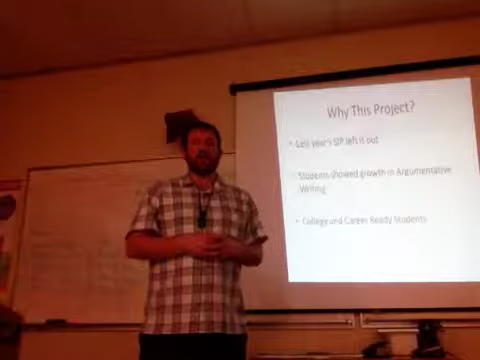 Why This Project?
• Last year's SIP left it out
• Students showed growth in Argumentative
Writing
• College and Career Ready Students